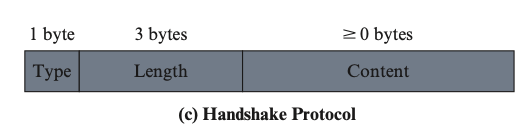 1 byte 3 bytes ≥ 0 bytes
Type Length Content
(c) Handshake Protocol